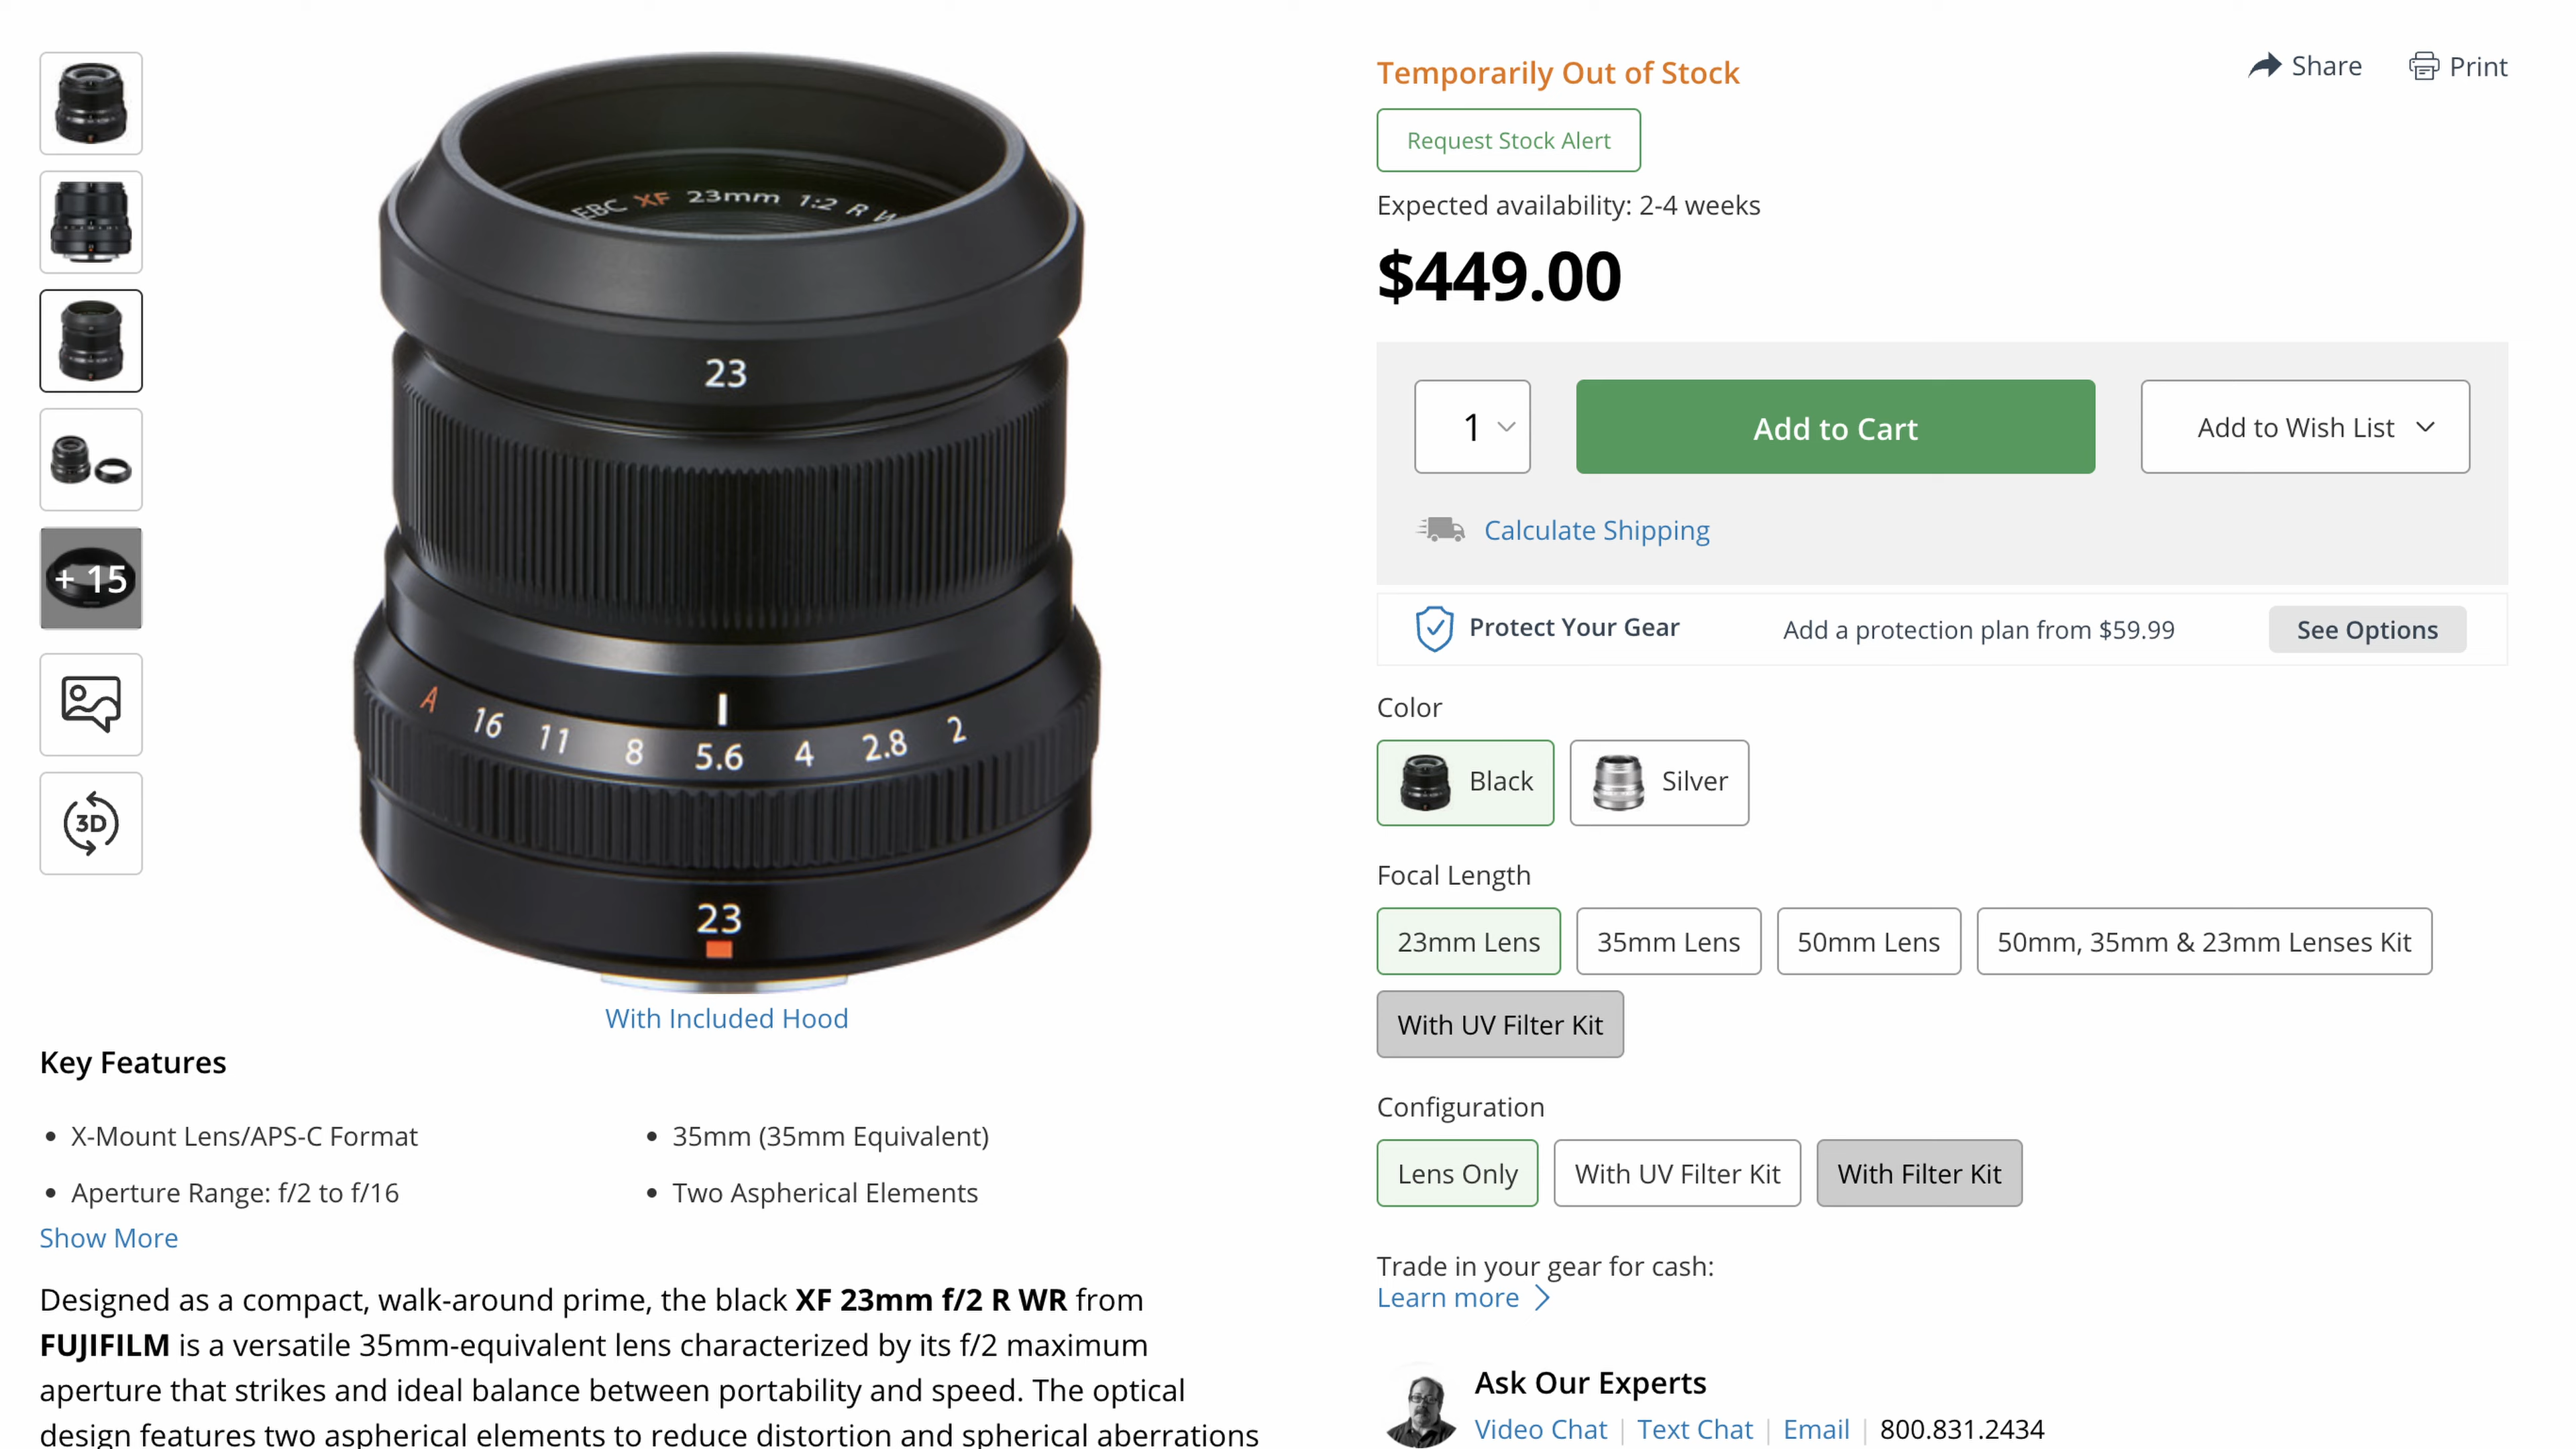 Temporarily Out of Stock
Share
Print
Request Stock Alert
Expected availability: 2-4 weeks
$449.00
1
Add to Cart
Add to Wish List
Calculate Shipping
Protect Your Gear
Add a protection plan from $59.99
See Options
Color
Black
Silver
Focal Length
23mm Lens
35mm Lens
50mm Lens
50mm, 35mm & 23mm Lenses Kit
With UV Filter Kit
Configuration
Lens Only
With UV Filter Kit
With Filter Kit
Trade in your gear for cash:
Learn more
Ask Our Experts
Video Chat | Text Chat | Email | 800.831.2434
+ 15
3D
EBC XF 23mm 1:2 R W
23
A 16 11 8 5.6 4 2.8 2
23
With Included Hood
Key Features
• X-Mount Lens/APS-C Format
• 35mm (35mm Equivalent)
• Aperture Range: f/2 to f/16
• Two Aspherical Elements
Show More
Designed as a compact, walk-around prime, the black XF 23mm f/2 R WR from
FUJIFILM is a versatile 35mm-equivalent lens characterized by its f/2 maximum
aperture that strikes and ideal balance between portability and speed. The optical
design features two aspherical elements to reduce distortion and spherical aberrations